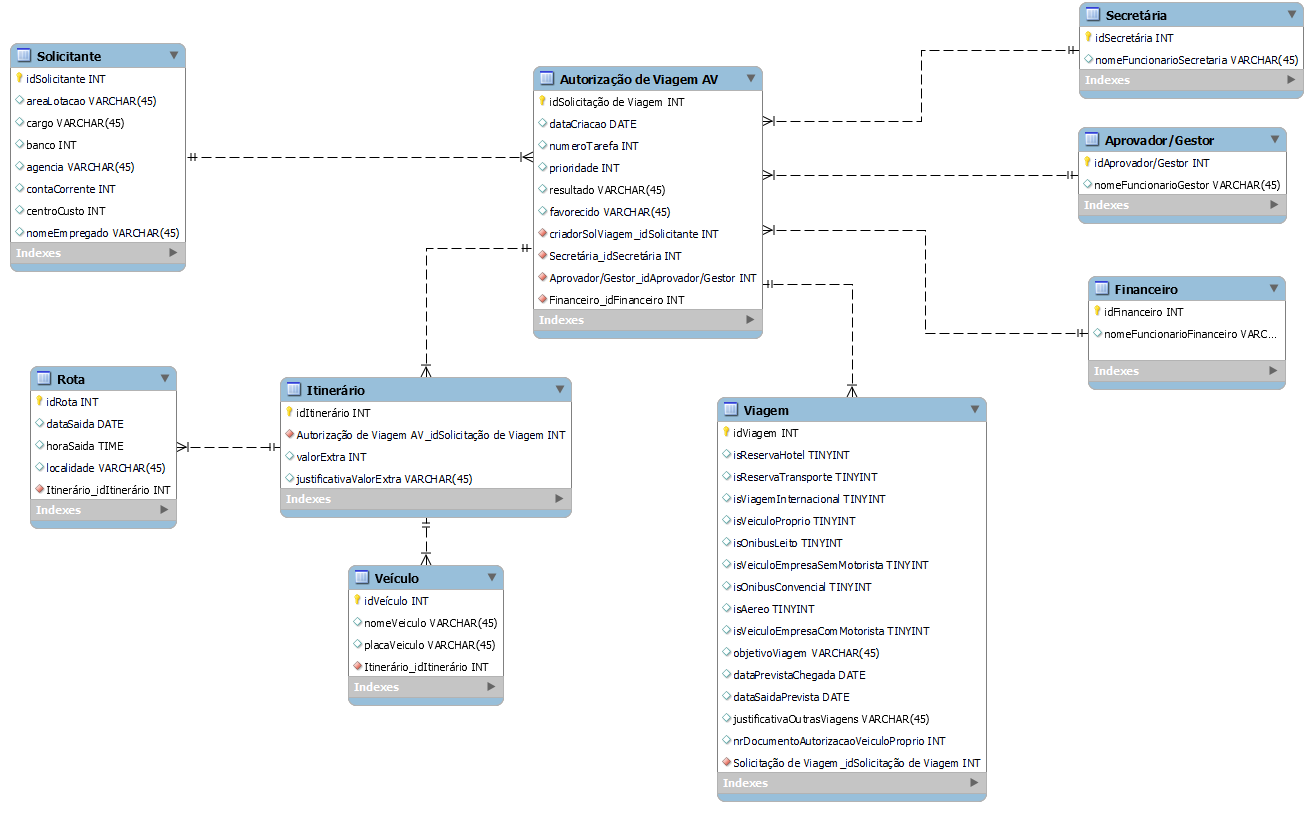 Solicitante
idSolicitante INT
areaLotacao VARCHAR(45)
cargo VARCHAR(45)
banco INT
agencia VARCHAR(45)
contaCorrente INT
centroCusto INT
nomeEmpregado VARCHAR(45)
Indexes
Autorização de Viagem AV
idSolicitação de Viagem INT
dataCriacao DATE
numeroTarefa INT
prioridade INT
resultado VARCHAR(45)
favorecido VARCHAR(45)
criadorSolViagem_idSolicitante INT
Secretária_idSecretária INT
Aprovador/Gestor_idAprovador/Gestor INT
Financeiro_idFinanceiro INT
Indexes
Secretária
idSecretária INT
nomeFuncionarioSecretaria VARCHAR(45)
Indexes
Aprovador/Gestor
idAprovador/Gestor INT
nomeFuncionarioGestor VARCHAR(45)
Indexes
Financeiro
idFinanceiro INT
nomeFuncionarioFinanceiro VARC...
Indexes
Rota
idRota INT
dataSaida DATE
horaSaida TIME
localidade VARCHAR(45)
Itinerário_idItinerário INT
Indexes
Itinerário
idItinerário INT
Autorização de Viagem AV_idSolicitação de Viagem INT
valorExtra INT
justificativaValorExtra VARCHAR(45)
Indexes
Veículo
idVeículo INT
nomeVeiculo VARCHAR(45)
placaVeiculo VARCHAR(45)
Itinerário_idItinerário INT
Indexes
Viagem
idViagem INT
isReservaHotel TINYINT
isReservaTransporte TINYINT
isViagemInternacional TINYINT
isVeiculoProprio TINYINT
isOnibusLeito TINYINT
isVeiculoEmpresaSemMotorista TINYINT
isOnibusConvencial TINYINT
isAereo TINYINT
isVeiculoEmpresaComMotorista TINYINT
objetivoViagem VARCHAR(45)
dataPrevistaChegada DATE
dataSaidaPrevista DATE
justificativaOutrasViagens VARCHAR(45)
nrDocumentoAutorizacaoVeiculoProprio INT
Solicitação de Viagem_idSolicitação de Viagem INT
Indexes